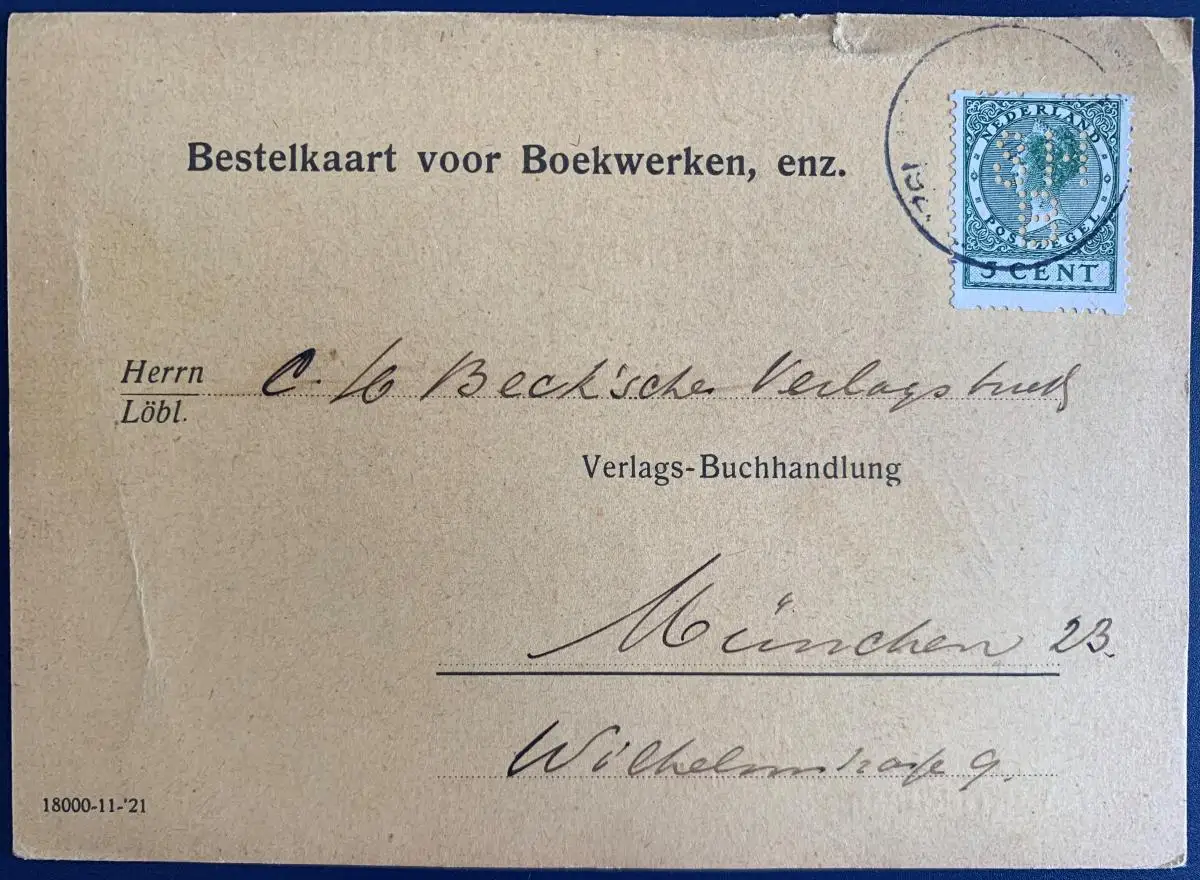 Bestelkaart voor Boekwerken, enz.
NEDERLAND
POSTZEGEL
5 CENT
Herrn
Löbl.
C. H. Beck'sche Verlagsbuch
Verlags-Buchhandlung
München 23.
Wilhelmstrasse 9.
18000-11-'21